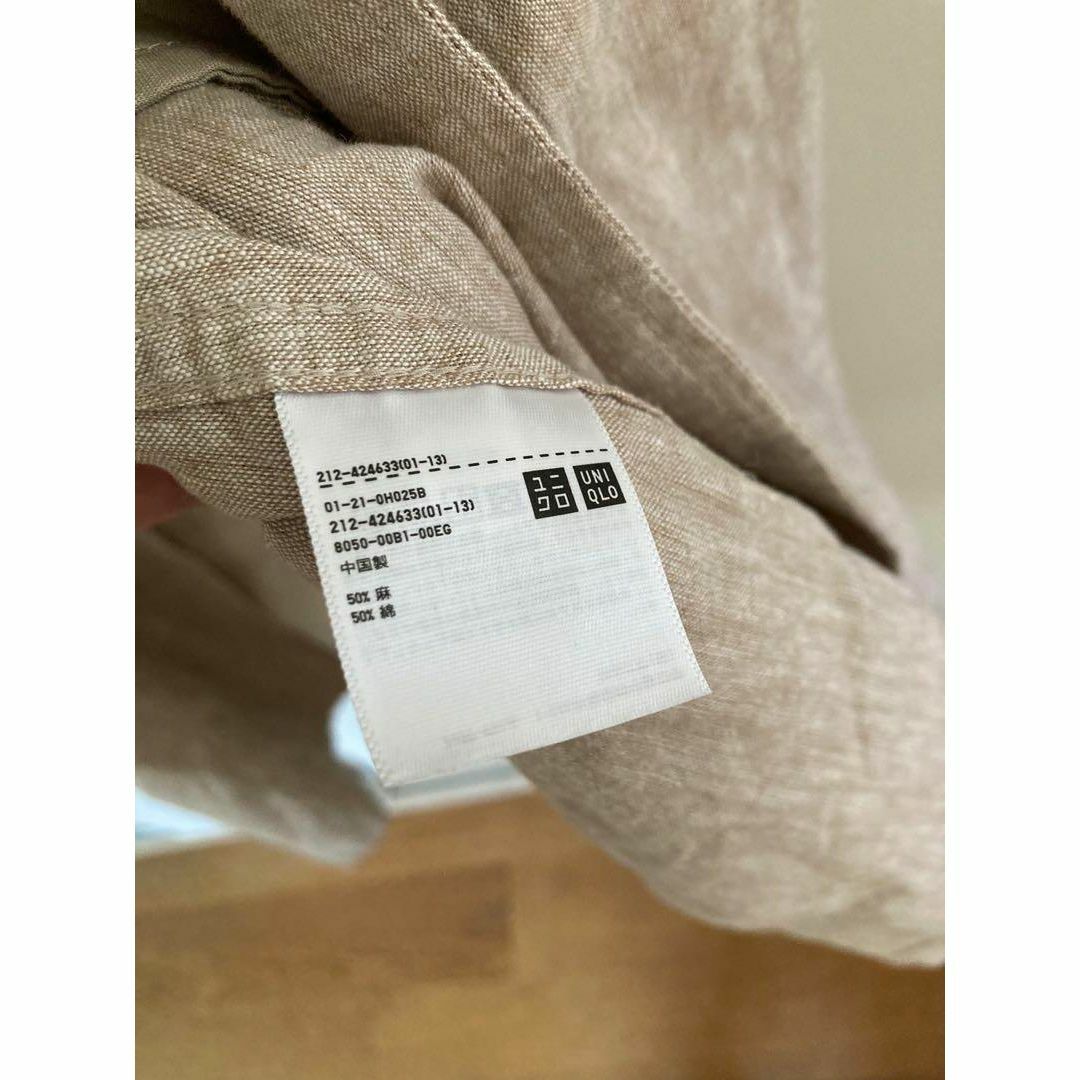 212-424633(01-13)
01-21-0H025B
212-424633(01-13)
8050-00B1-00EG
中国製
50% 麻
50% 綿
ユニ
クロ
UNI
QLO